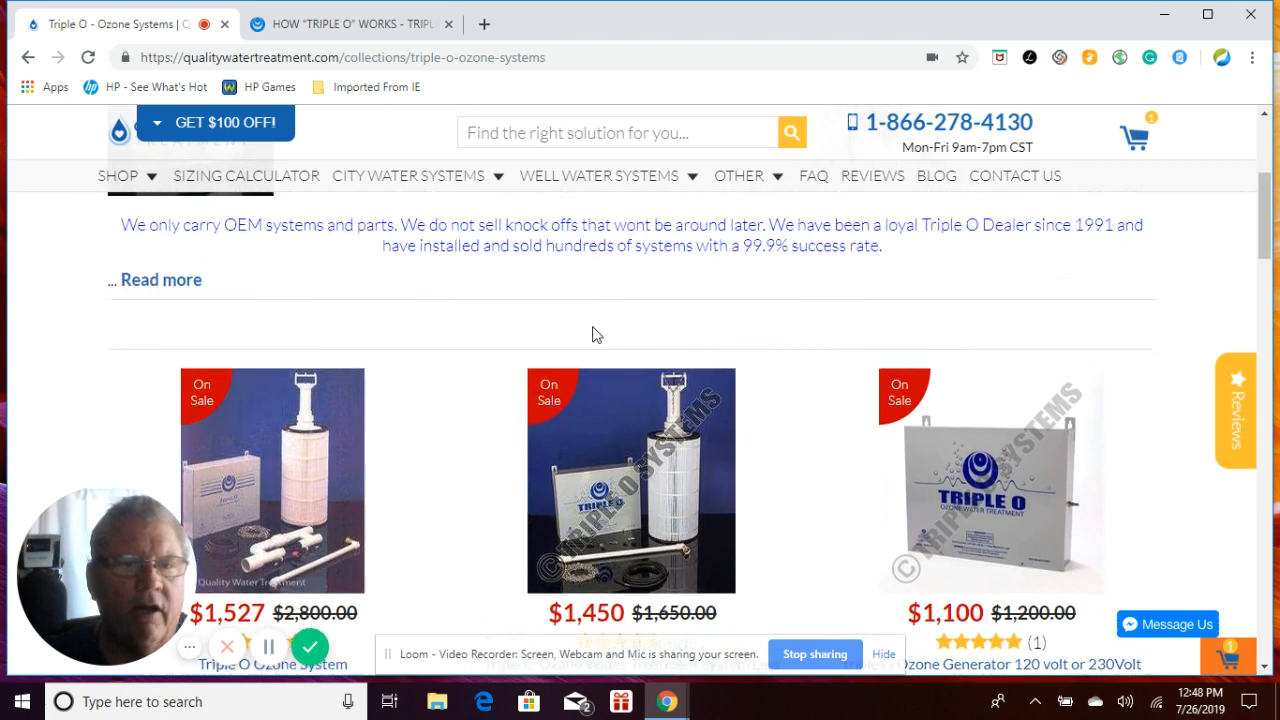 Triple O - Ozone Systems | Q
HOW "TRIPLE O" WORKS - TRIPL
https://qualitywatertreatment.com/collections/triple-o-ozone-systems
Apps
HP - See What's Hot
HP Games
Imported From IE
GET $100 OFF!
Find the right solution for you...
1-866-278-4130
Mon-Fri 9am-7pm CST
1
SHOP
SIZING CALCULATOR
CITY WATER SYSTEMS
WELL WATER SYSTEMS
OTHER
FAQ
REVIEWS
BLOG
CONTACT US
We only carry OEM systems and parts. We do not sell knock offs that wont be around later. We have been a loyal Triple O Dealer since 1991 and
have installed and sold hundreds of systems with a 99.9% success rate.
... Read more
On
Sale
Quality Water Treatment
$1,527 $2,800.00
Triple O Ozone System
On
Sale
TRIPLE O
© TRIPLE O SYSTEMS
$1,450 $1,650.00
On
Sale
TRIPLE O
OZONE WATER TREATMENT
© TRIPLE O SYSTEMS
$1,100 $1,200.00
(1)
Ozone Generator 120 volt or 230Volt
Reviews
Message Us
1
Loom - Video Recorder: Screen, Webcam and Mic is sharing your screen.
Stop sharing
Hide
Type here to search
2
12:48 PM
7/26/2019